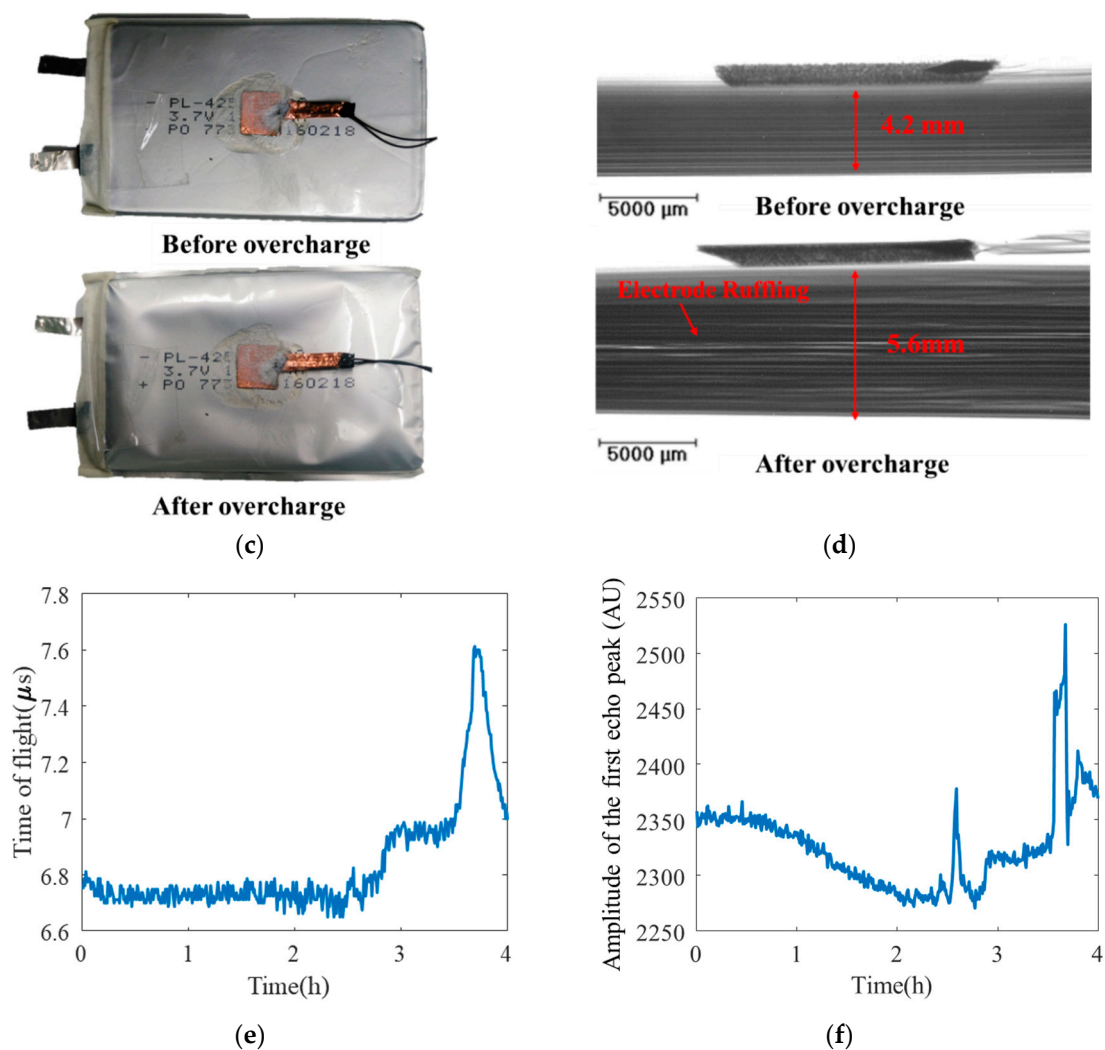 - PL-425
3.7V 1
PO 773 160218
Before overcharge
- PL-428
3.7V 1
+ PO 773 160218
After overcharge
(c)
4.2 mm
5000 µm
Before overcharge
Electrode Ruffling
5.6mm
5000 µm
After overcharge
(d)
7.8
7.6
7.4
7.2
7
6.8
6.6
0
1
2
3
4
Time of flight(µs)
Time(h)
(e)
2550
2500
2450
2400
2350
2300
2250
0
1
2
3
4
Amplitude of the first echo peak (AU)
Time(h)
(f)